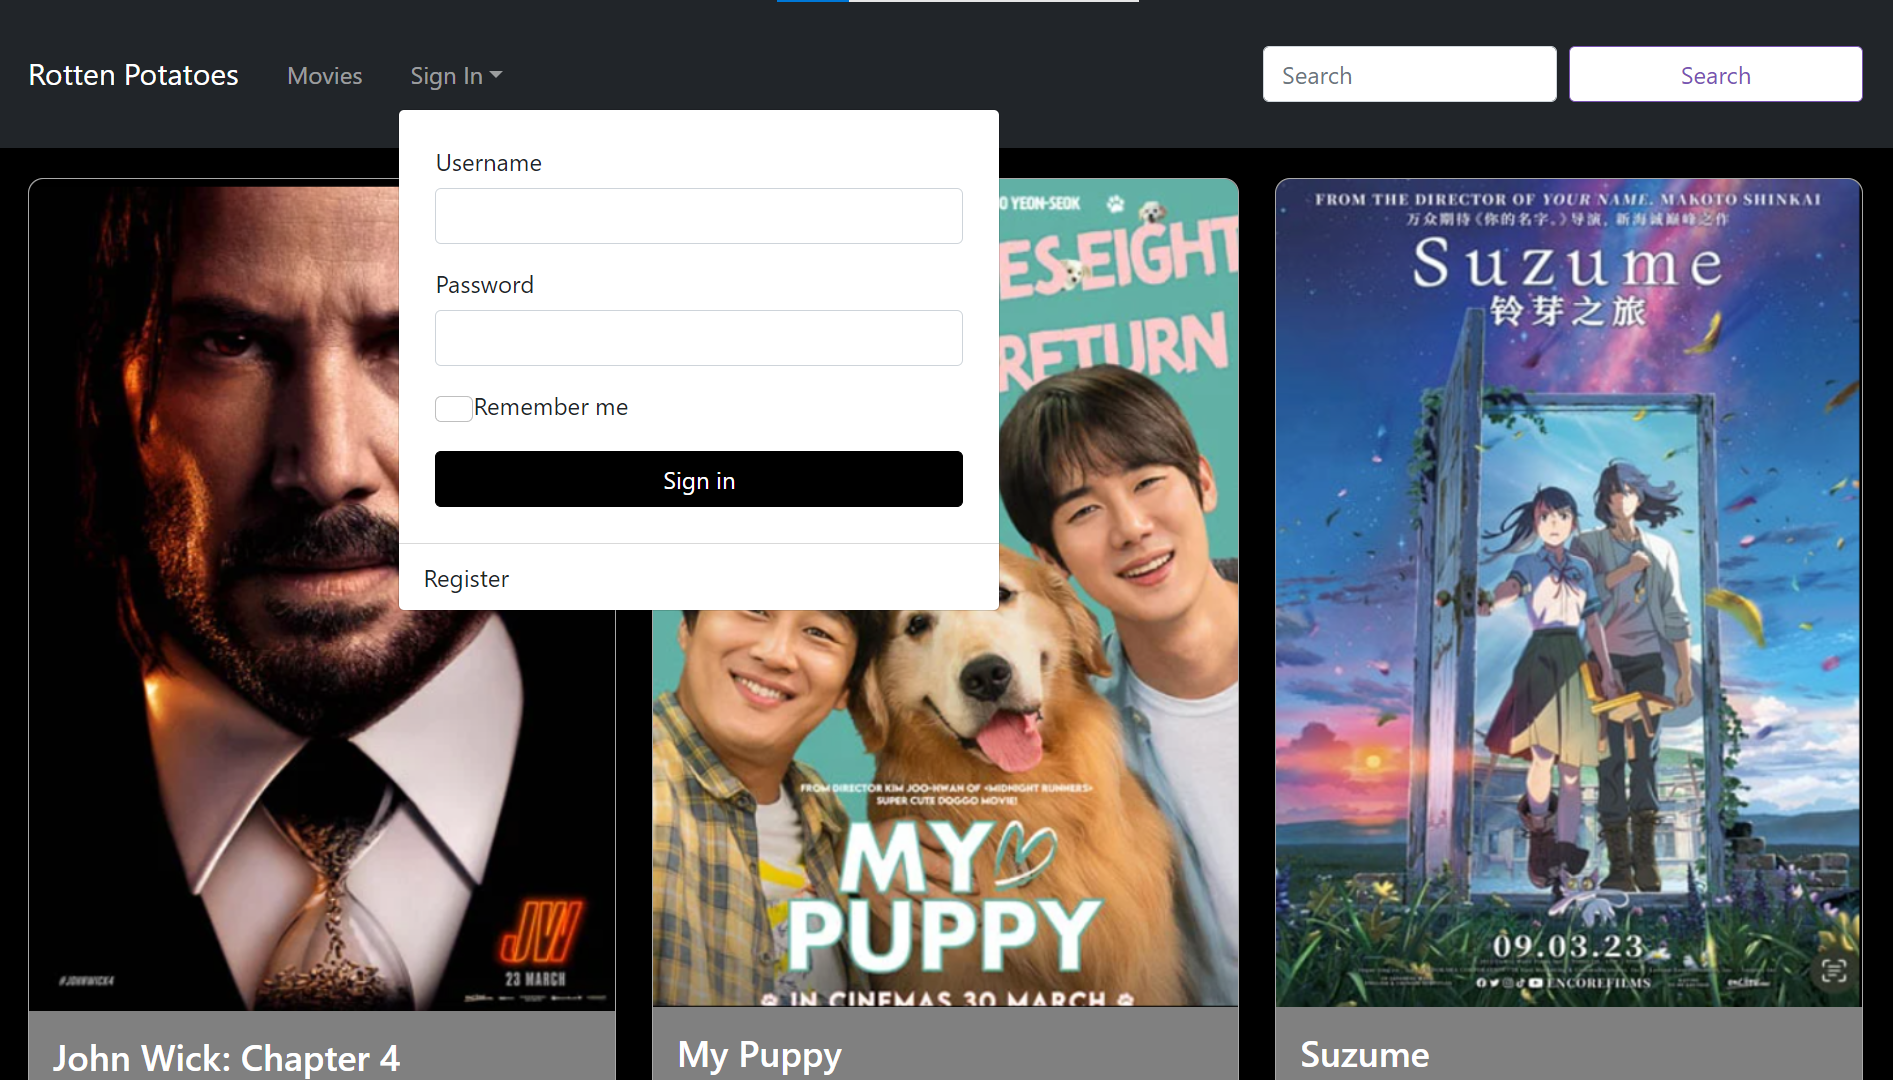 Rotten Potatoes
Movies
Sign In
Search
Search
Username
Password
Remember me
Sign in
Register
#JOHNWICK4
JW
23 MARCH
John Wick: Chapter 4
O YEON-SEOK
ES EIGHT
RETURN
FROM DIRECTOR KIM JOO-HWAN OF <MIDNIGHT RUNNERS>
SUPER CUTE DOGGO MOVIE!
MY
PUPPY
IN CINEMAS 30 MARCH
My Puppy
FROM THE DIRECTOR OF YOUR NAME. MAKOTO SHINKAI
万众期待《你的名字。》导演，新海诚巅峰之作
Suzume
铃芽之旅
09.03.23
ENCOREFILMS
Suzume